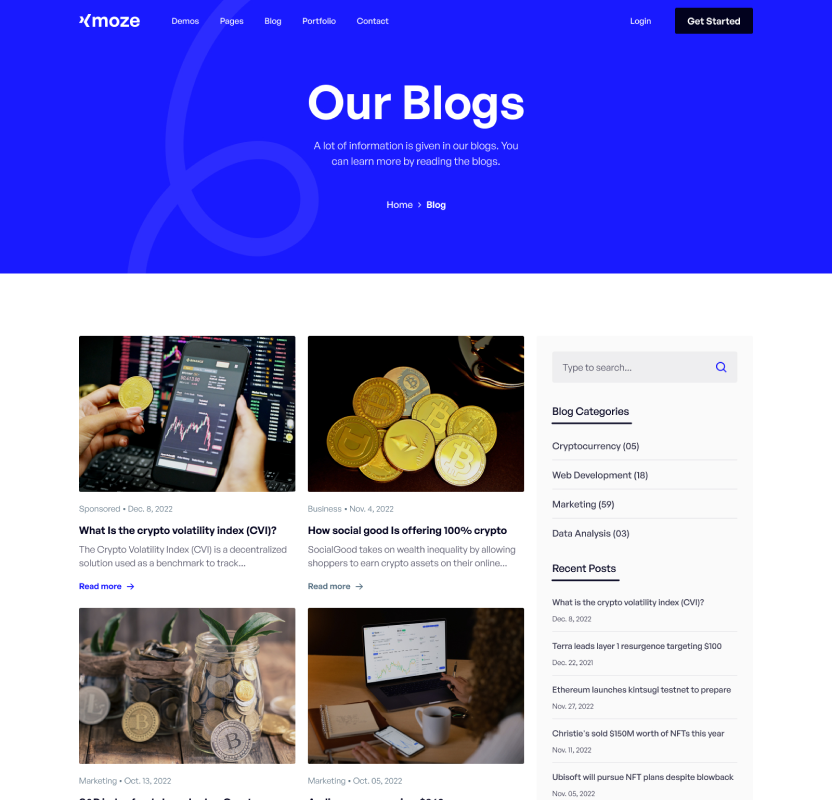 moze
Demos Pages Blog Portfolio Contact Login Get Started
Our Blogs
A lot of information is given in our blogs. You
can learn more by reading the blogs.
Home > Blog
Sponsored • Dec. 8, 2022
What Is the crypto volatility index (CVI)?
The Crypto Volatility Index (CVI) is a decentralized
solution used as a benchmark to track...
Read more →
Business • Nov. 4, 2022
How social good Is offering 100% crypto
SocialGood takes on wealth inequality by allowing
shoppers to earn crypto assets on their online...
Read more →
Marketing • Oct. 13, 2022
Marketing • Oct. 05, 2022
Type to search...
Blog Categories
Cryptocurrency (05)
Web Development (18)
Marketing (59)
Data Analysis (03)
Recent Posts
What is the crypto volatility index (CVI)?
Dec. 8, 2022
Terra leads layer 1 resurgence targeting $100
Dec. 22, 2021
Ethereum launches kintsugi testnet to prepare
Nov. 27, 2022
Christie's sold $150M worth of NFTs this year
Nov. 11, 2022
Ubisoft will pursue NFT plans despite blowback
Nov. 05, 2022